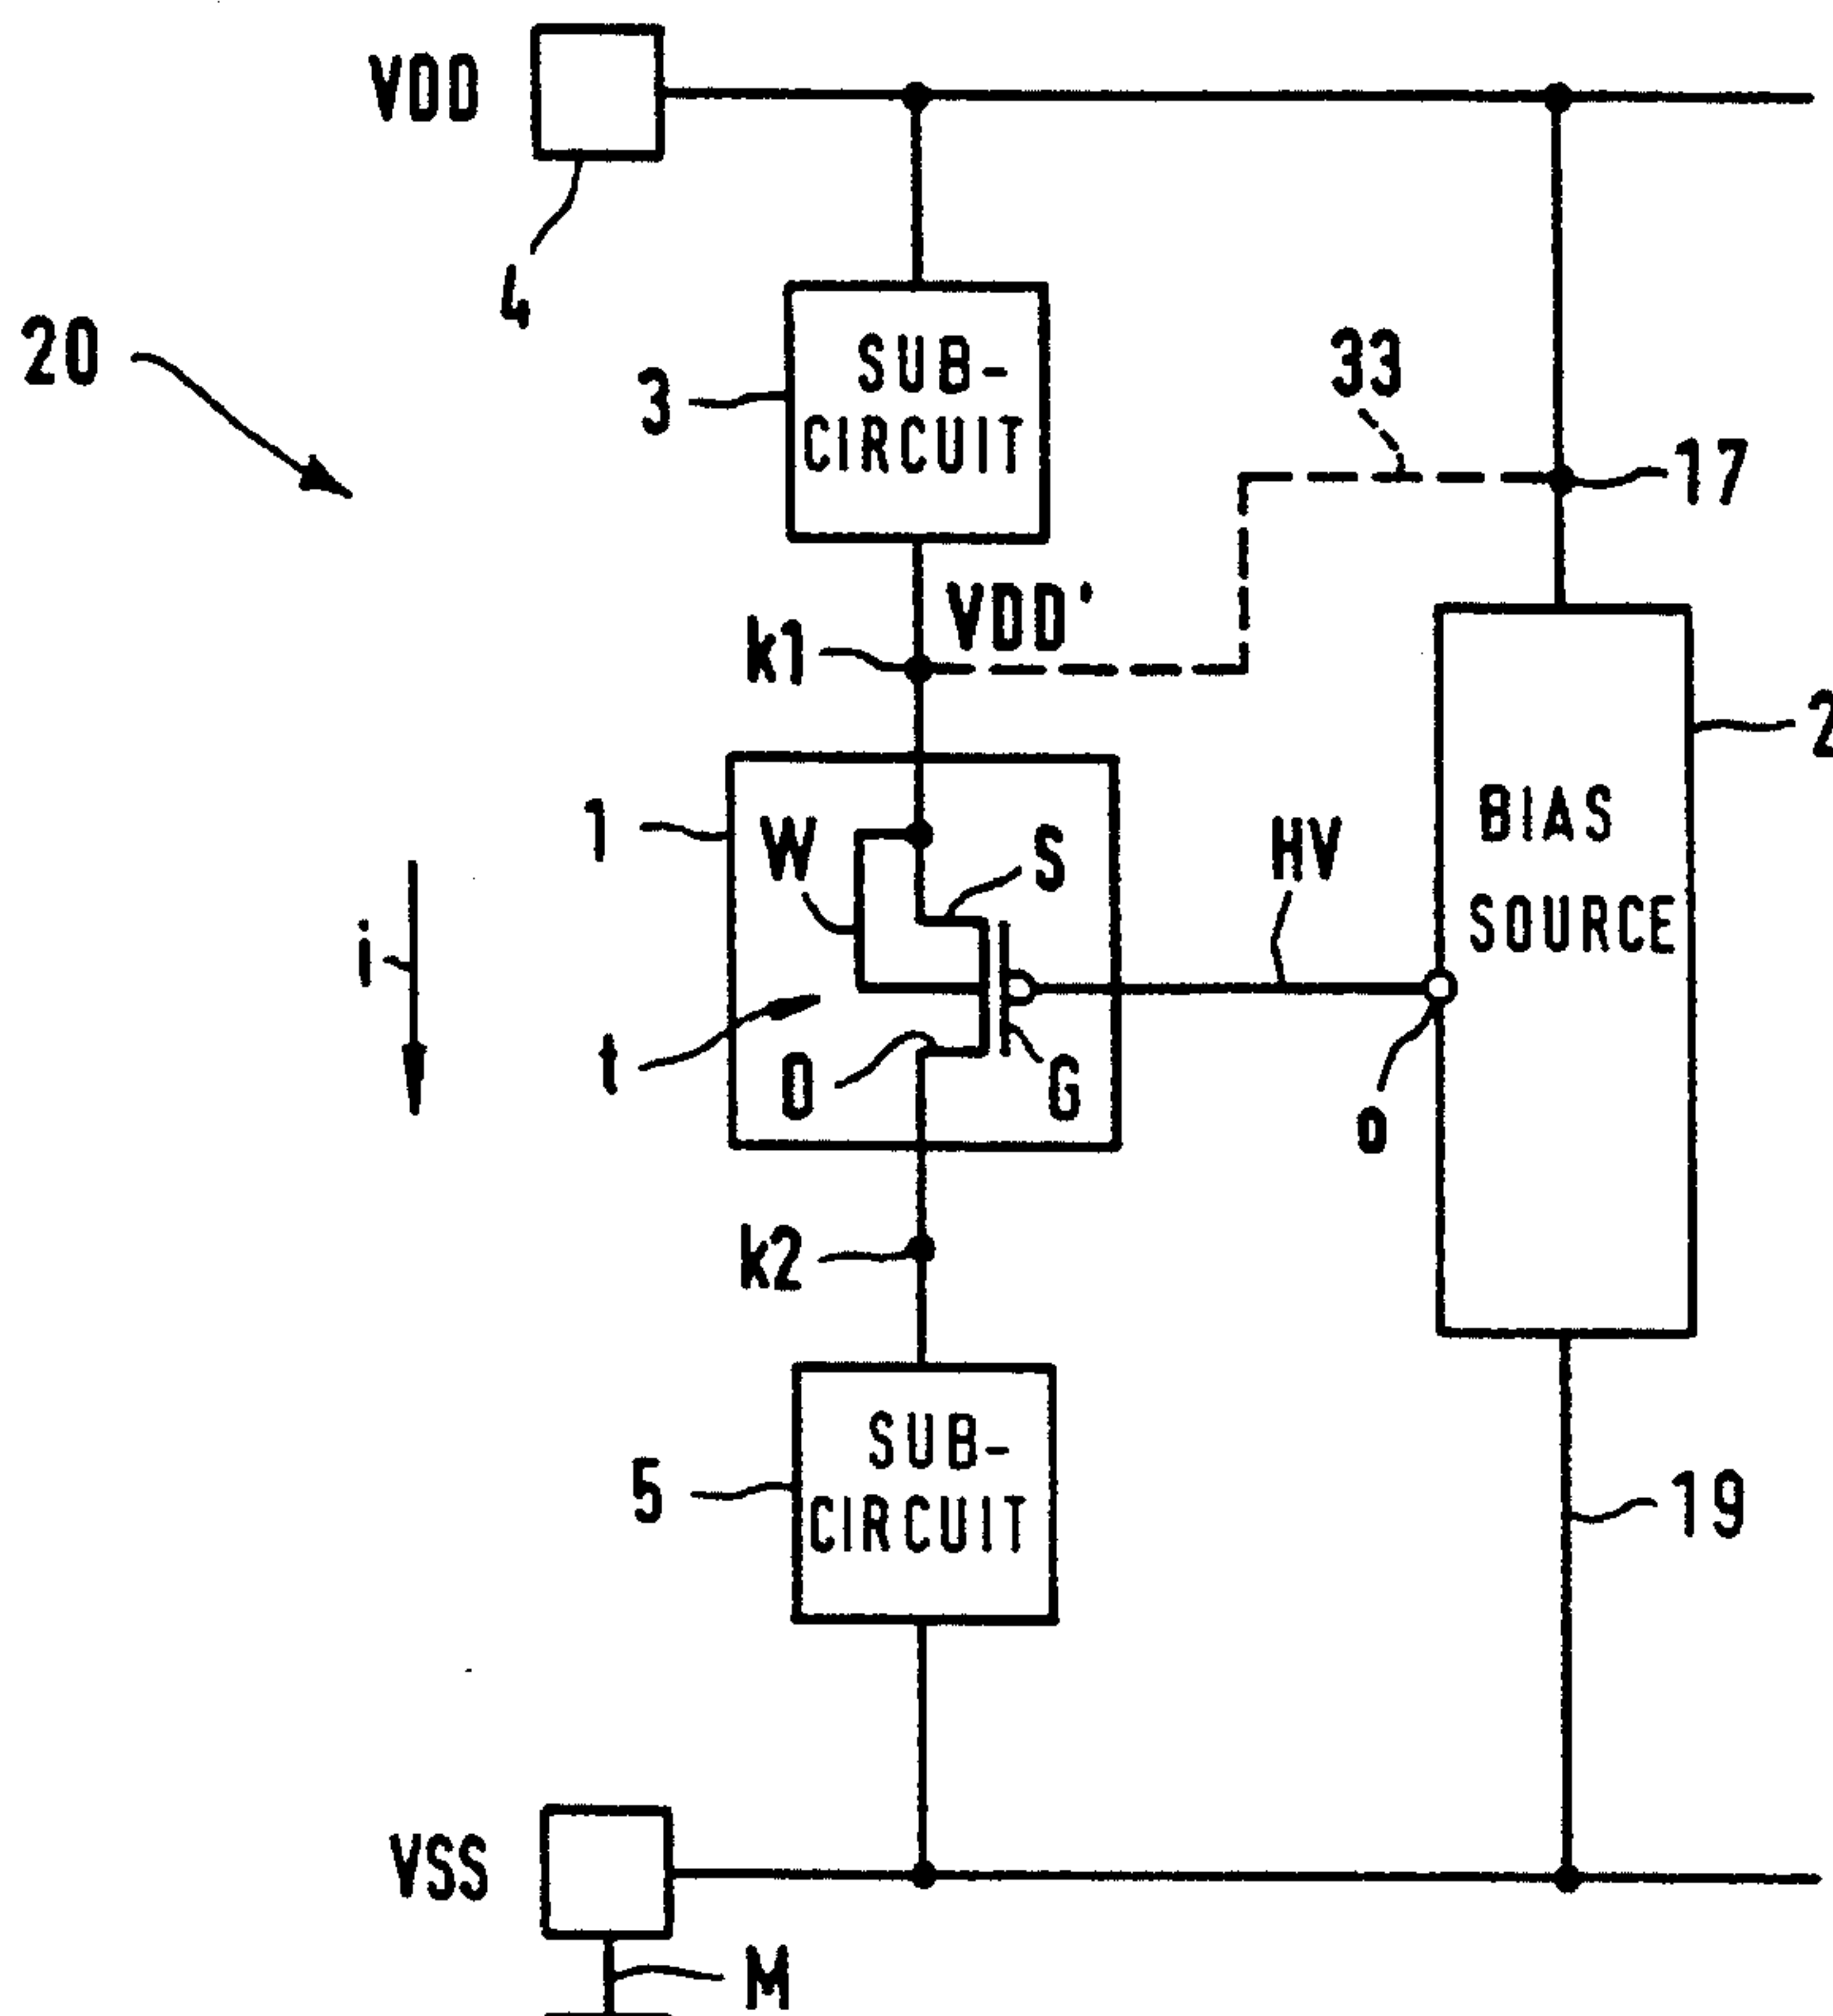 VDD
4
20
SUB-
CIRCUIT
3
33
17
VDD'
k1
2
1
W
S
HV
BIAS
SOURCE
i
t
D
G
o
k2
SUB-
CIRCUIT
5
19
VSS
M